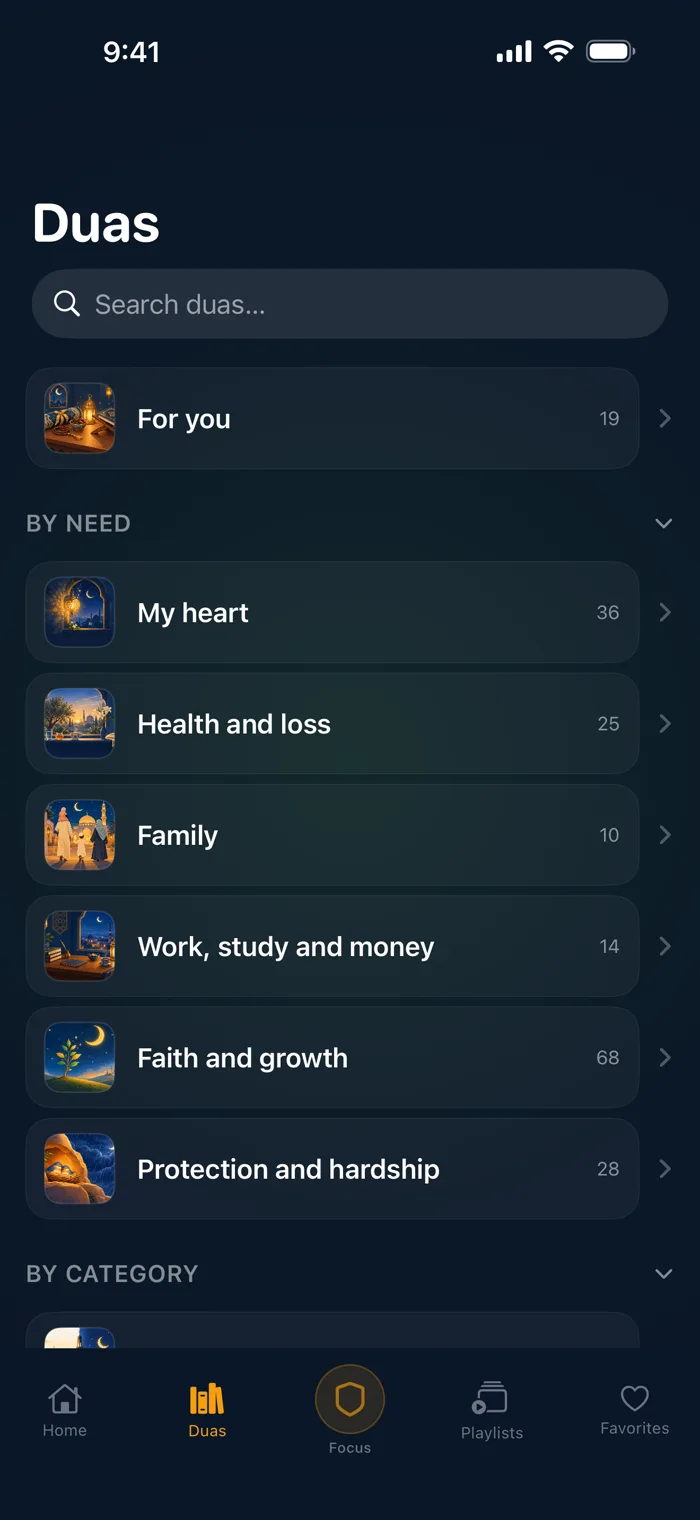 9:41
Duas
Search duas...
For you 19
BY NEED
My heart 36
Health and loss 25
Family 10
Work, study and money 14
Faith and growth 68
Protection and hardship 28
BY CATEGORY
Home Duas Focus Playlists Favorites